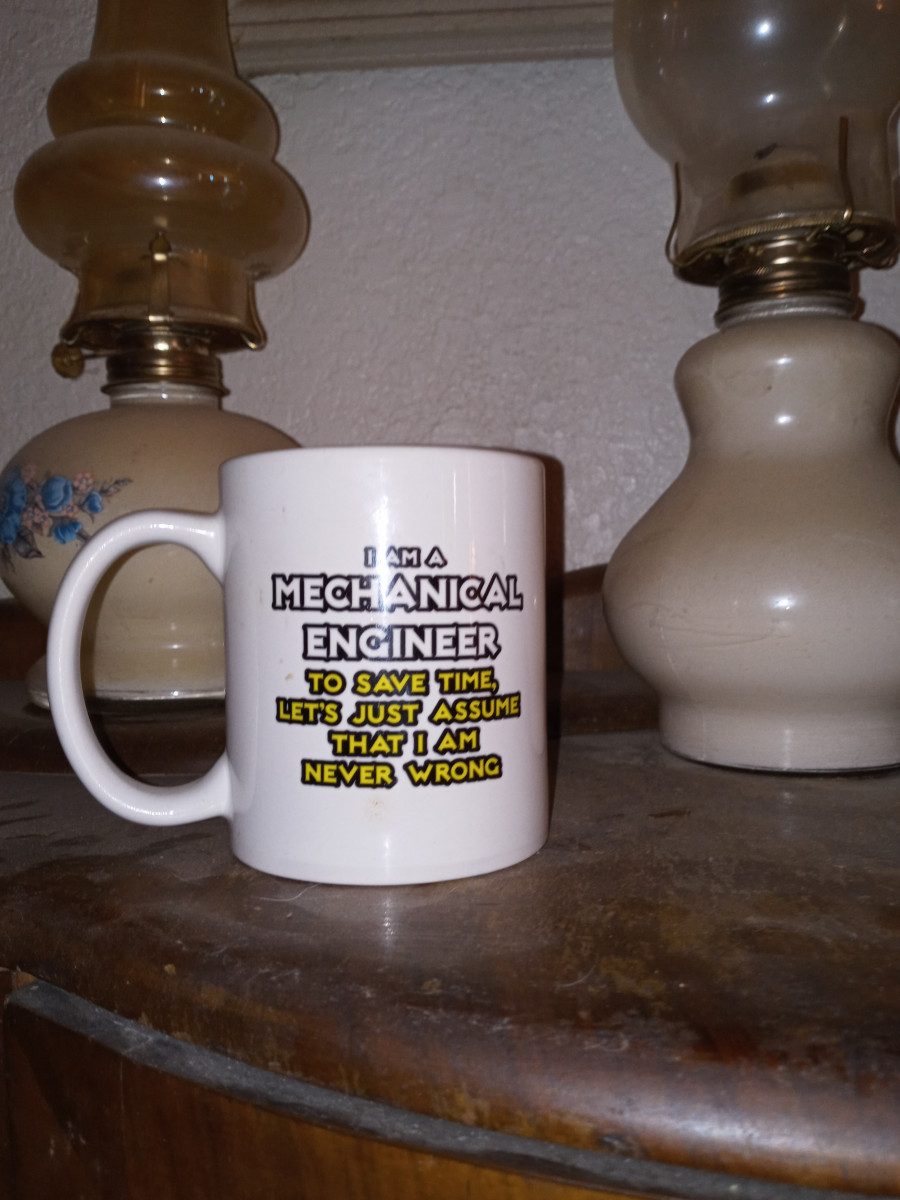 I AM A
MECHANICAL
ENGINEER
TO SAVE TIME,
LET'S JUST ASSUME
THAT I AM
NEVER WRONG